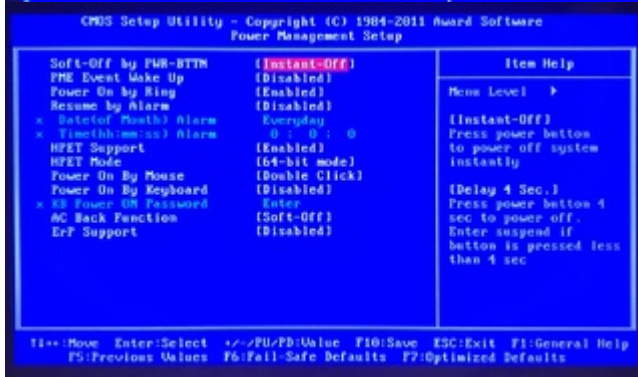 CMOS Setup Utility - Copyright (C) 1984-2011 Award Software
Power Management Setup
Soft-Off by PWR-BTTN [Instant-Off]
PME Event Wake Up [Disabled]
Power On by Ring [Enabled]
Resume by Alarm [Disabled]
x Date(of Month) Alarm Everyday
x Time(hh:mm:ss) Alarm 0 : 0 : 0
HPET Support [Enabled]
HPET Mode [64-bit mode]
Power On By Mouse [Double Click]
Power On By Keyboard [Disabled]
x KB Power ON Password Enter
AC Back Function [Soft-Off]
ErP Support [Disabled]
Item Help
Menu Level ▶
[Instant-Off]
Press power button
to power off system
instantly
[Delay 4 Sec.]
Press power button 4
sec to power off.
Enter suspend if
button is pressed less
than 4 sec
↑↓→←:Move Enter:Select +/-/PU/PD:Value F10:Save ESC:Exit F1:General Help
F5:Previous Values F6:Fail-Safe Defaults F7:Optimized Defaults